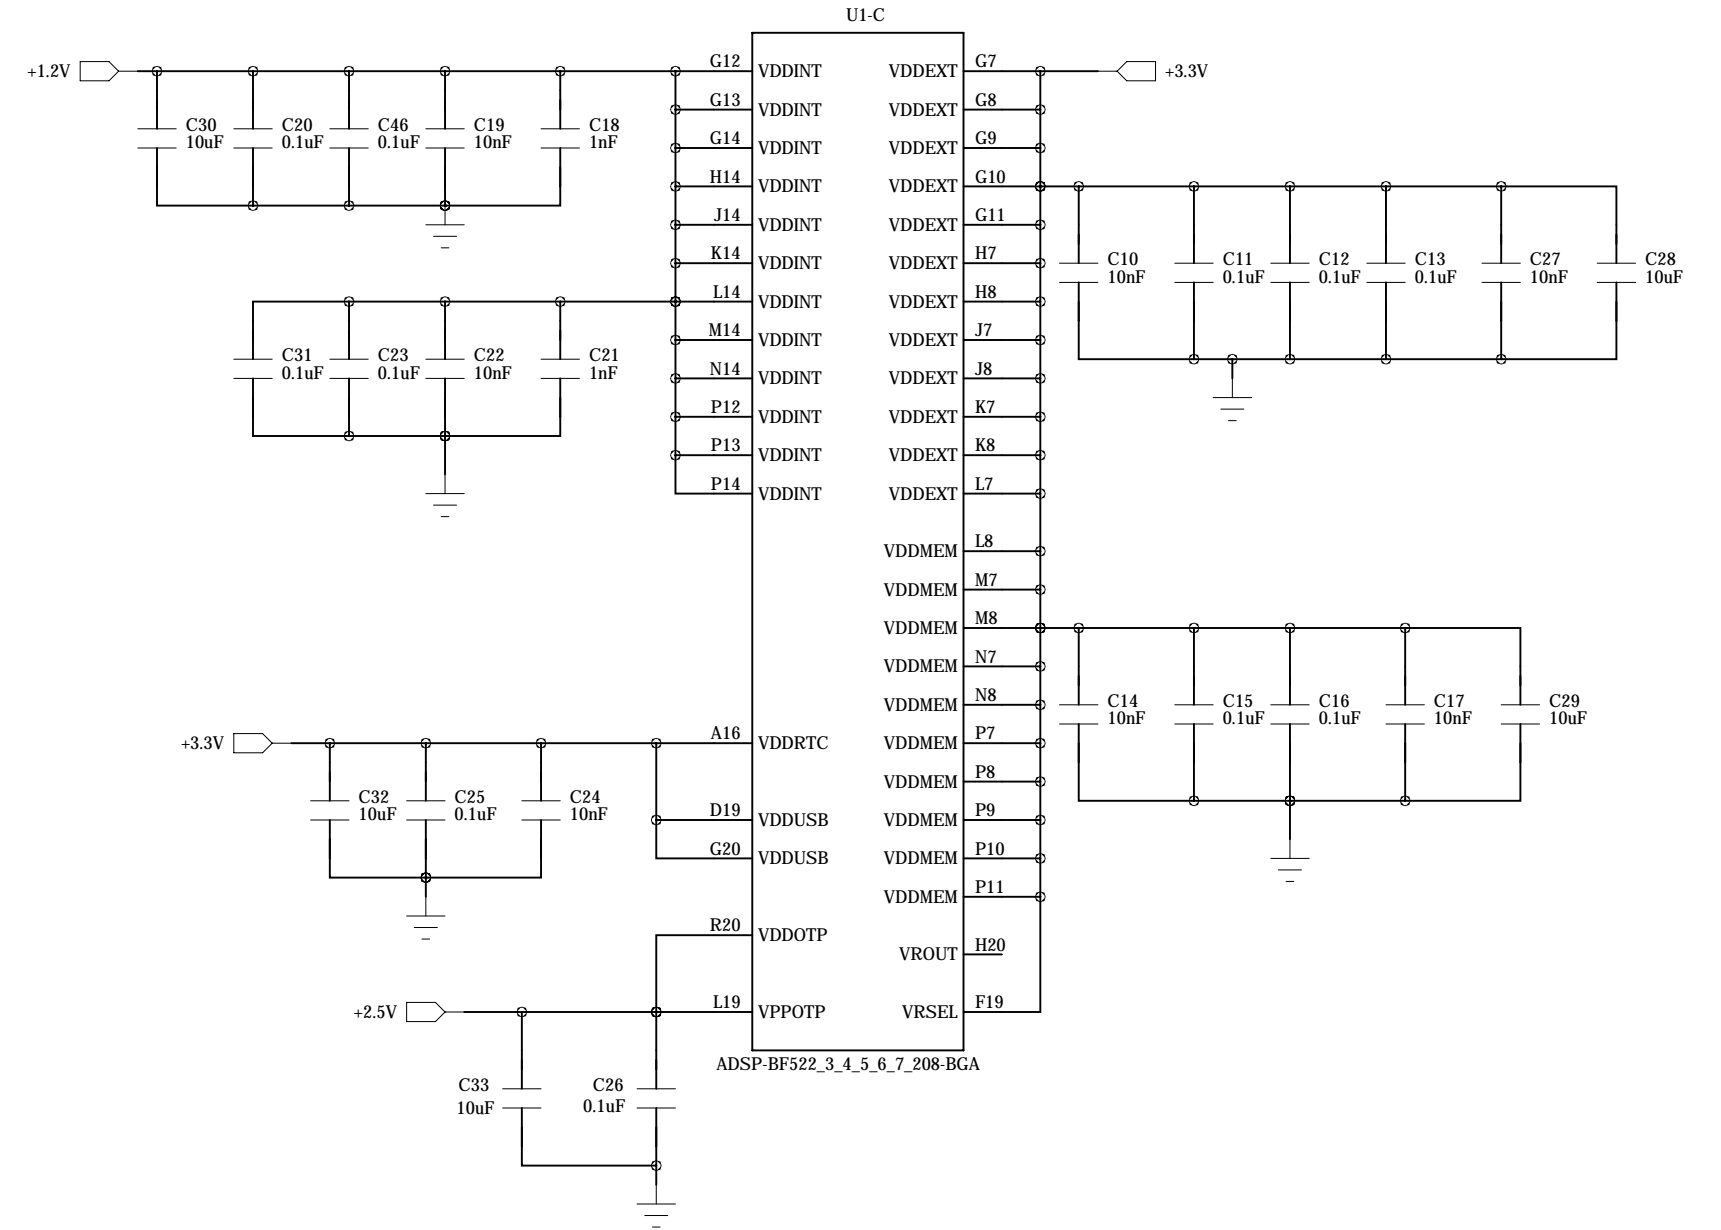 U1-C
+1.2V
G12 VDDINT VDDEXT G7
+3.3V
G13 VDDINT VDDEXT G8
C30 10uF
C20 0.1uF
C46 0.1uF
C19 10nF
C18 1nF
G14 VDDINT VDDEXT G9
H14 VDDINT VDDEXT G10
J14 VDDINT VDDEXT G11
K14 VDDINT VDDEXT H7
C10 10nF
C11 0.1uF
C12 0.1uF
C13 0.1uF
C27 10nF
C28 10uF
L14 VDDINT VDDEXT H8
M14 VDDINT VDDEXT J7
C31 0.1uF
C23 0.1uF
C22 10nF
C21 1nF
N14 VDDINT VDDEXT J8
P12 VDDINT VDDEXT K7
P13 VDDINT VDDEXT K8
P14 VDDINT VDDEXT L7
VDDMEM L8
VDDMEM M7
VDDMEM M8
VDDMEM N7
VDDMEM N8
C14 10nF
C15 0.1uF
C16 0.1uF
C17 10nF
C29 10uF
+3.3V
A16 VDDRTC VDDMEM P7
VDDMEM P8
C32 10uF
C25 0.1uF
C24 10nF
D19 VDDUSB VDDMEM P9
G20 VDDUSB VDDMEM P10
VDDMEM P11
R20 VDDOTP
VROUT H20
+2.5V
L19 VPPOTP VRSEL F19
ADSP-BF522_3_4_5_6_7_208-BGA
C33 10uF
C26 0.1uF